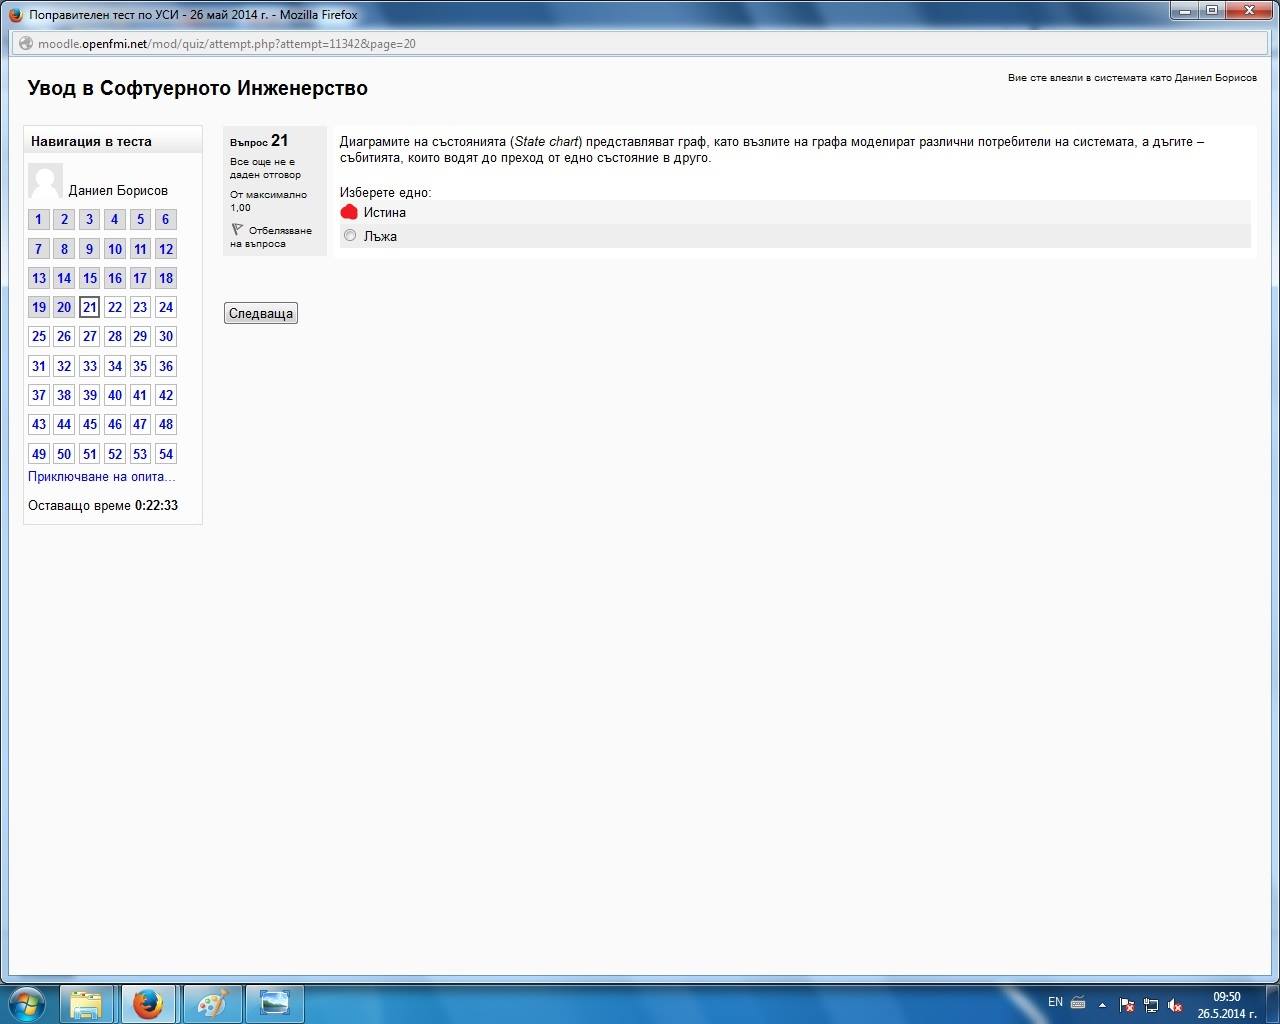 Поправителен тест по УСИ - 26 май 2014 г. - Mozilla Firefox
moodle.openfmi.net/mod/quiz/attempt.php?attempt=11342&page=20
Вие сте влезли в системата като Даниел Борисов
Увод в Софтуерното Инженерство
Навигация в теста
Даниел Борисов
1 2 3 4 5 6
7 8 9 10 11 12
13 14 15 16 17 18
19 20 21 22 23 24
25 26 27 28 29 30
31 32 33 34 35 36
37 38 39 40 41 42
43 44 45 46 47 48
49 50 51 52 53 54
Приключване на опита...
Оставащо време 0:22:33
Въпрос 21
Все още не е
даден отговор
От максимално
1,00
Отбелязване
на въпроса
Диаграмите на състоянията (State chart) представляват граф, като възлите на графа моделират различни потребители на системата, а дъгите –
събитията, които водят до преход от едно състояние в друго.
Изберете едно:
Истина
Лъжа
Следваща
EN
09:50
26.5.2014 г.